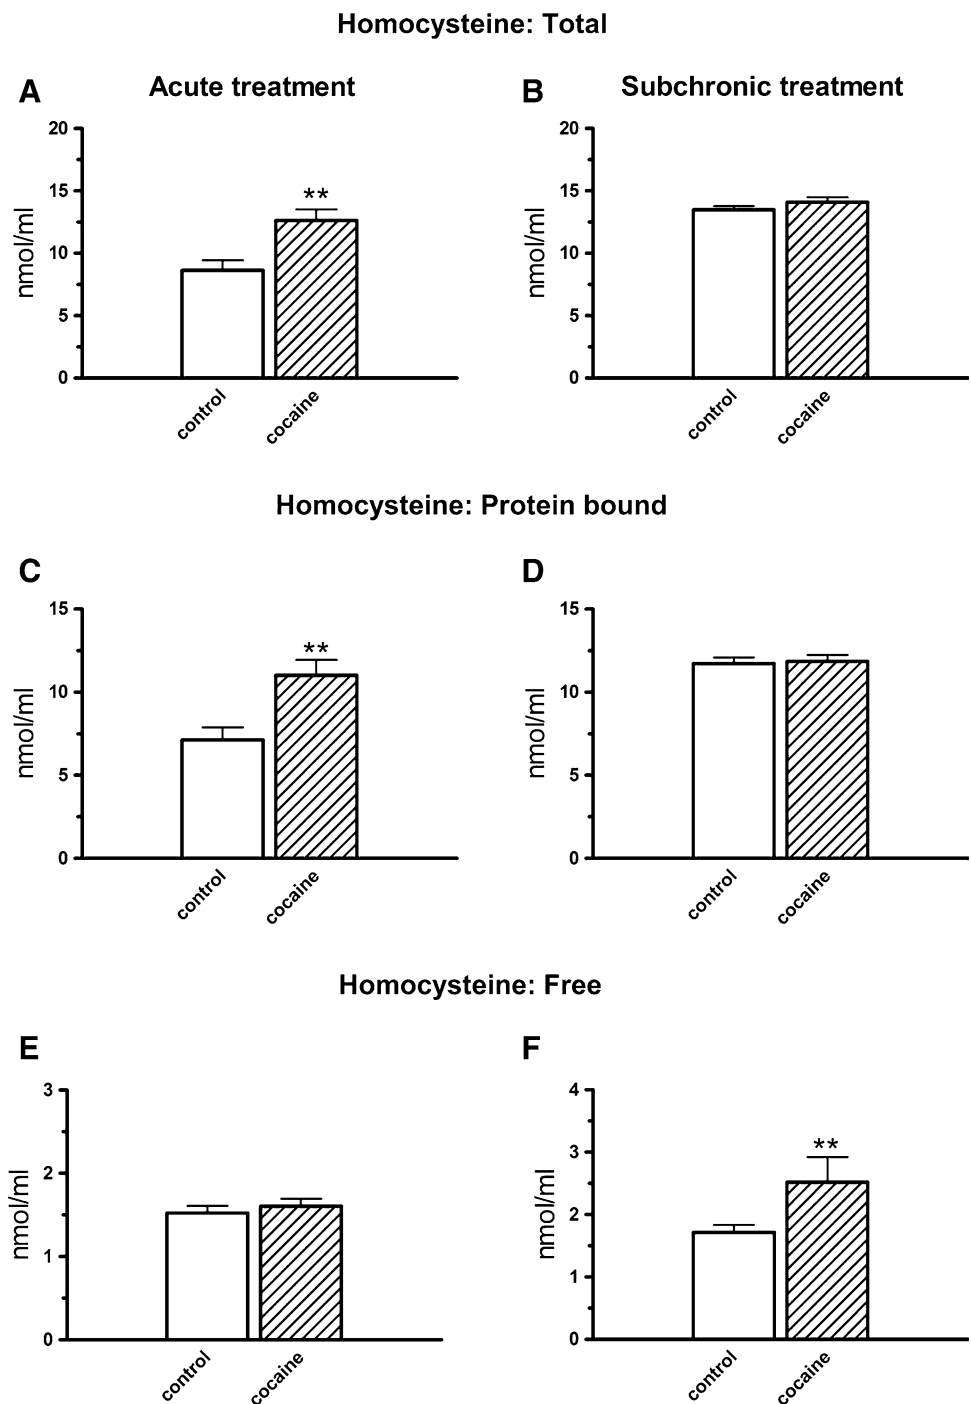 Homocysteine: Total
A Acute treatment B Subchronic treatment
20
15
10
5
0
nmol/ml
**
control
cocaine
20
15
10
5
0
nmol/ml
control
cocaine
Homocysteine: Protein bound
C D
15
10
5
0
nmol/ml
**
control
cocaine
15
10
5
0
nmol/ml
control
cocaine
Homocysteine: Free
E F
3
2
1
0
nmol/ml
control
cocaine
4
3
2
1
0
nmol/ml
**
control
cocaine